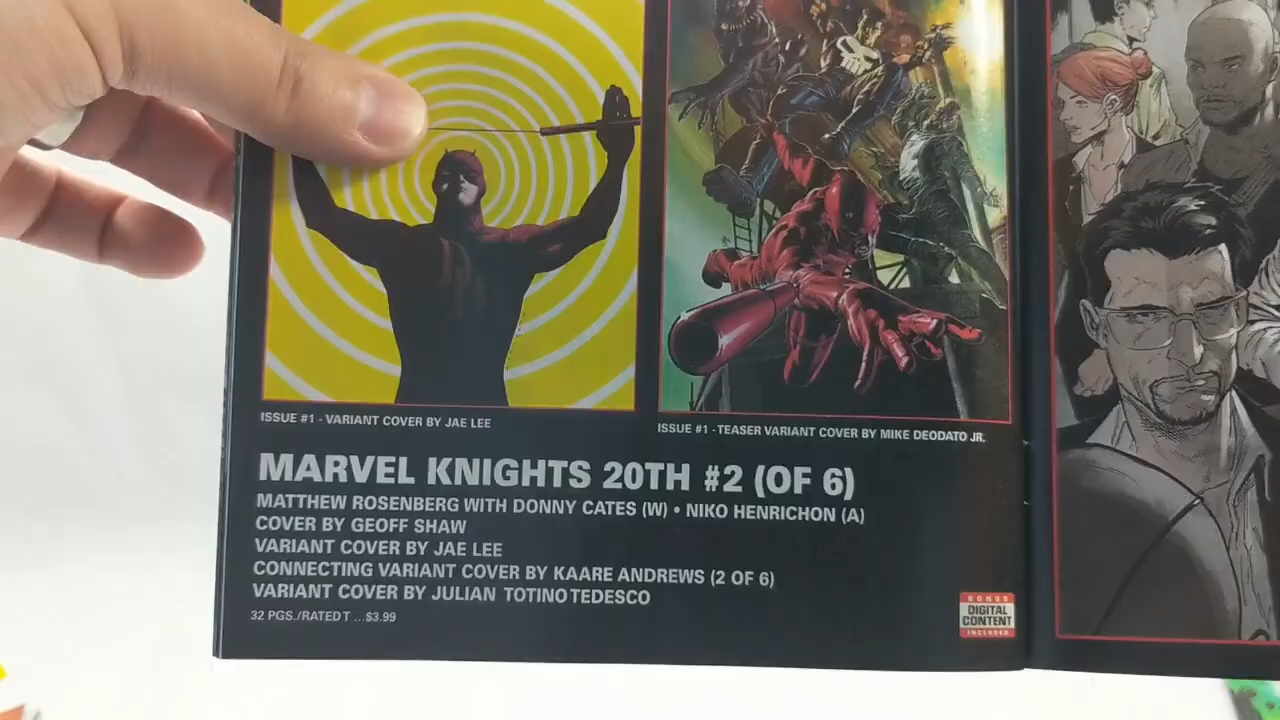 ISSUE #1 - VARIANT COVER BY JAE LEE
ISSUE #1 - TEASER VARIANT COVER BY MIKE DEODATO JR.
MARVEL KNIGHTS 20TH #2 (OF 6)
MATTHEW ROSENBERG WITH DONNY CATES (W) • NIKO HENRICHON (A)
COVER BY GEOFF SHAW
VARIANT COVER BY JAE LEE
CONNECTING VARIANT COVER BY KAARE ANDREWS (2 OF 6)
VARIANT COVER BY JULIAN TOTINO TEDESCO
32 PGS./RATED T ...$3.99
BONUS
DIGITAL
CONTENT
INCLUDED